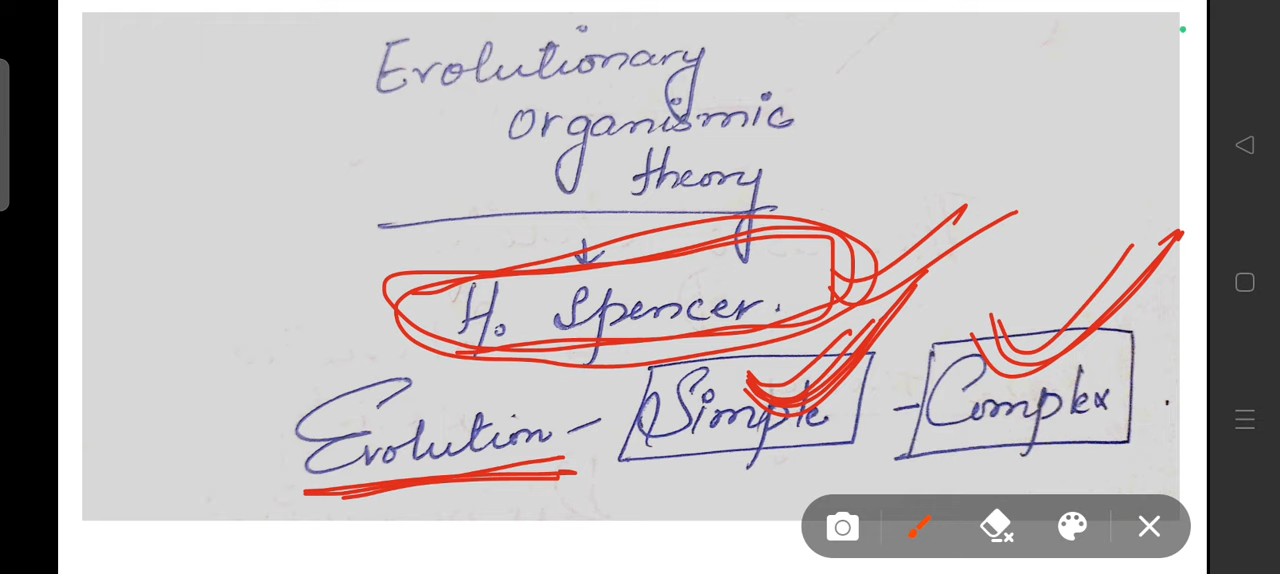 Evolutionary
Organismic
theory
H. Spencer.
Evolution - Simple - Complex